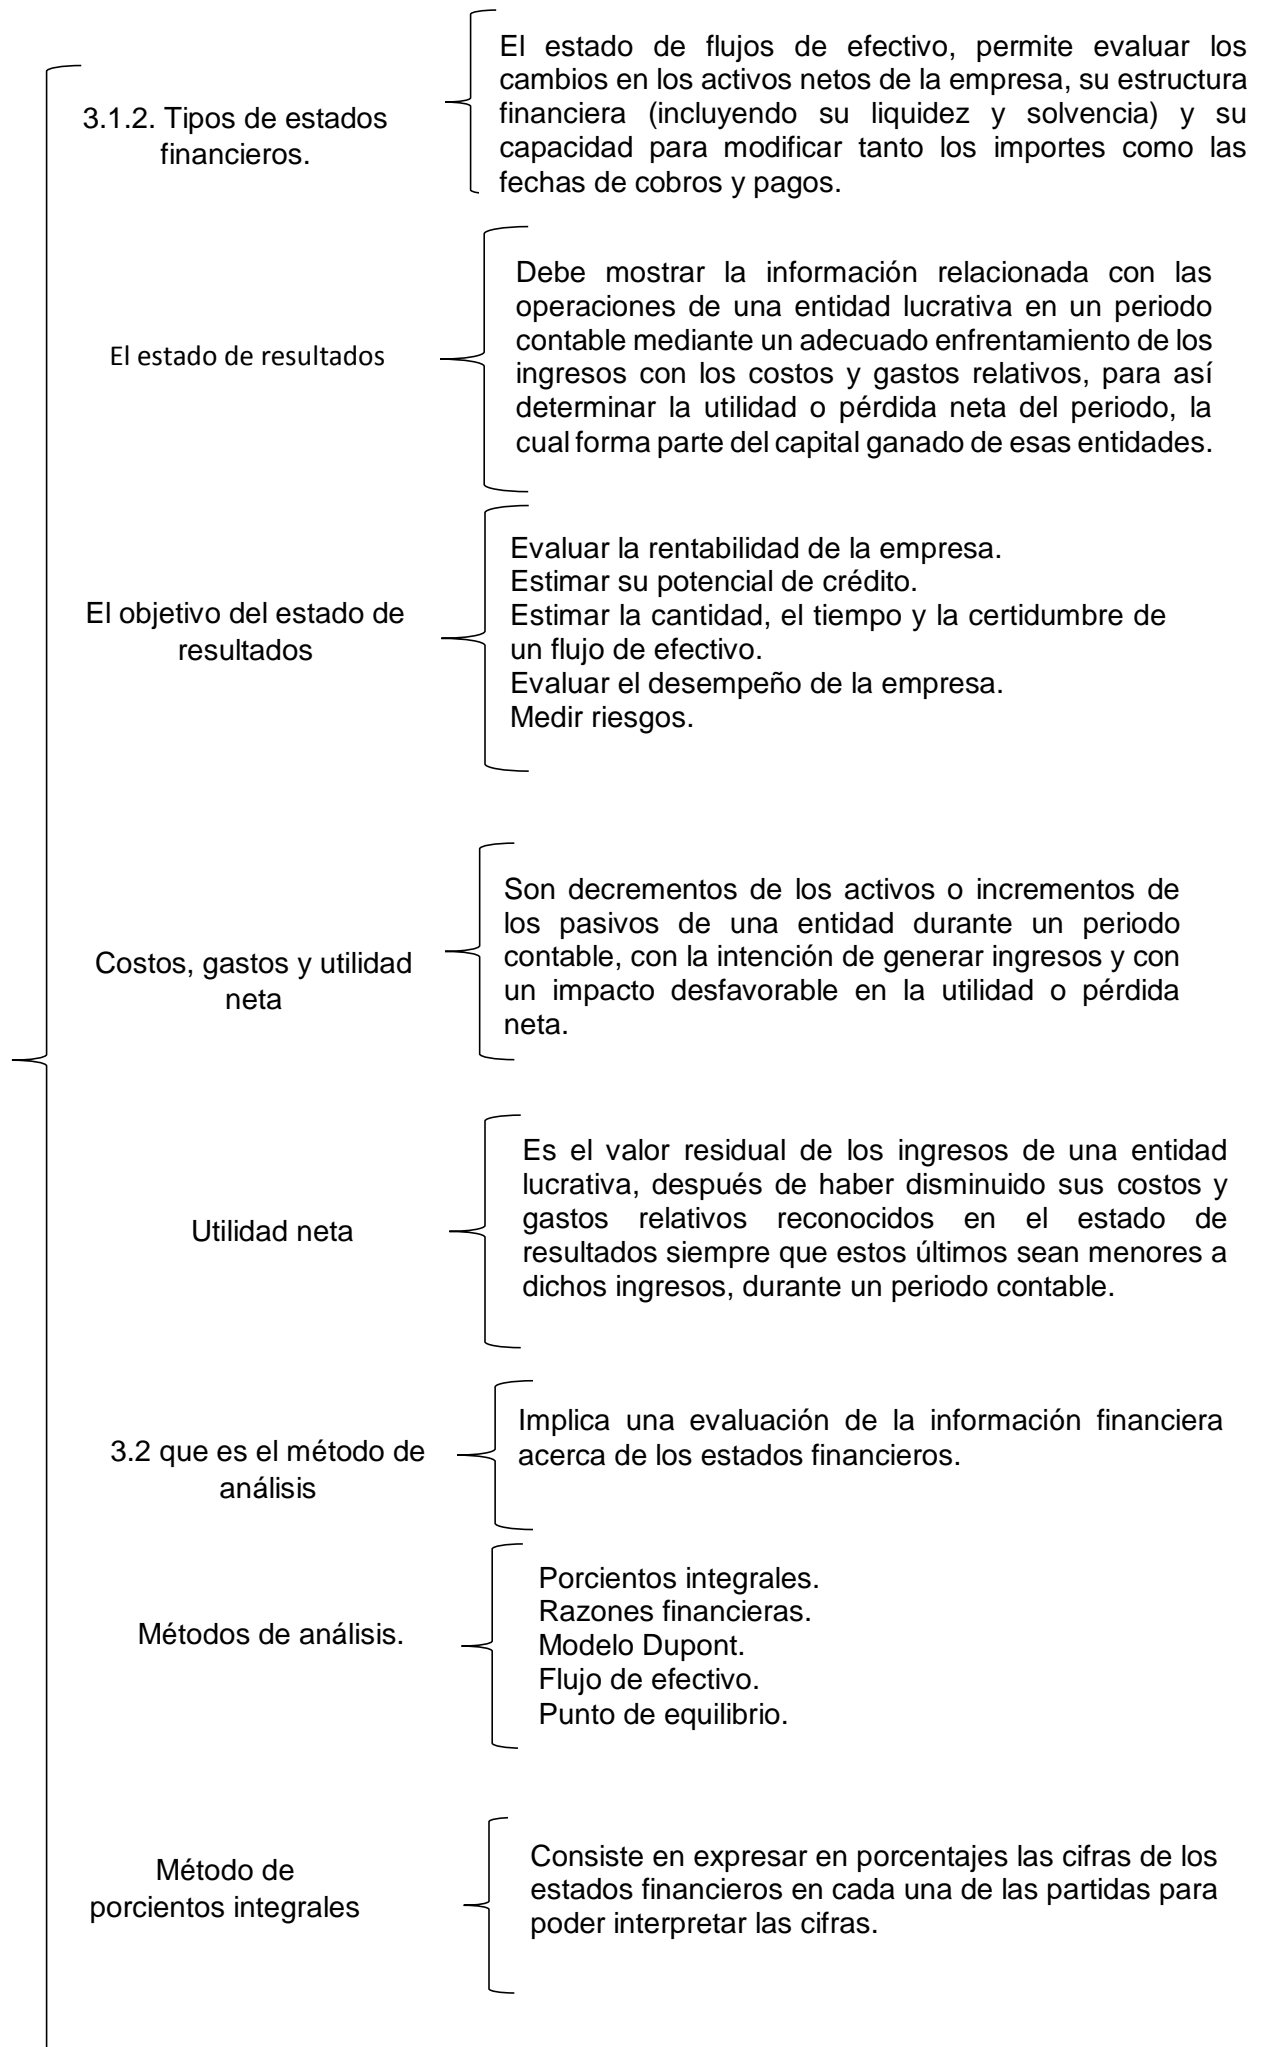 3.1.2. Tipos de estados
financieros.
El estado de flujos de efectivo, permite evaluar los
cambios en los activos netos de la empresa, su estructura
financiera (incluyendo su liquidez y solvencia) y su
capacidad para modificar tanto los importes como las
fechas de cobros y pagos.
El estado de resultados
Debe mostrar la información relacionada con las
operaciones de una entidad lucrativa en un periodo
contable mediante un adecuado enfrentamiento de los
ingresos con los costos y gastos relativos, para así
determinar la utilidad o pérdida neta del periodo, la
cual forma parte del capital ganado de esas entidades.
El objetivo del estado de
resultados
Evaluar la rentabilidad de la empresa.
Estimar su potencial de crédito.
Estimar la cantidad, el tiempo y la certidumbre de
un flujo de efectivo.
Evaluar el desempeño de la empresa.
Medir riesgos.
Costos, gastos y utilidad
neta
Son decrementos de los activos o incrementos de
los pasivos de una entidad durante un periodo
contable, con la intención de generar ingresos y con
un impacto desfavorable en la utilidad o pérdida
neta.
Utilidad neta
Es el valor residual de los ingresos de una entidad
lucrativa, después de haber disminuido sus costos y
gastos relativos reconocidos en el estado de
resultados siempre que estos últimos sean menores a
dichos ingresos, durante un periodo contable.
3.2 que es el método de
análisis
Implica una evaluación de la información financiera
acerca de los estados financieros.
Métodos de análisis.
Porcientos integrales.
Razones financieras.
Modelo Dupont.
Flujo de efectivo.
Punto de equilibrio.
Método de
porcientos integrales
Consiste en expresar en porcentajes las cifras de los
estados financieros en cada una de las partidas para
poder interpretar las cifras.